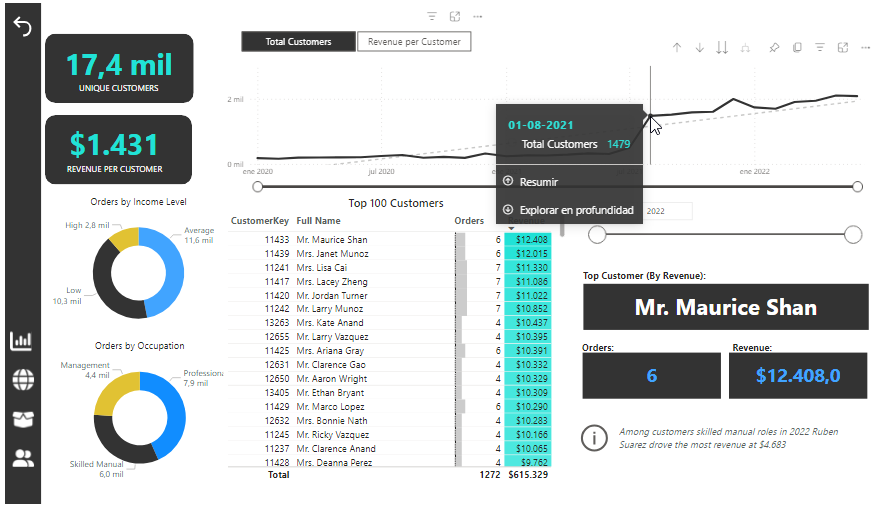 Total Customers
Revenue per Customer
17,4 mil
UNIQUE CUSTOMERS
$1.431
REVENUE PER CUSTOMER
2 mil
0 mil
ene 2020
jul 2020
ene 2022
01-08-2021
Total Customers 1479
Resumir
Explorar en profundidad
Orders by Income Level
High 2,8 mil
Average
11,6 mil
Low
10,3 mil
Orders by Occupation
Management
4,4 mil
Professiona
7,9 mil
Skilled Manual
6,0 mil
Top 100 Customers
CustomerKey Full Name Orders
11433 Mr. Maurice Shan 6 $12.408
11439 Mrs. Janet Munoz 6 $12.015
11241 Mrs. Lisa Cai 7 $11.330
11417 Mrs. Lacey Zheng 7 $11.086
11420 Mr. Jordan Turner 7 $11.022
11242 Mr. Larry Munoz 7 $10.852
13263 Mrs. Kate Anand 4 $10.437
12655 Mr. Larry Vazquez 4 $10.395
11425 Mrs. Ariana Gray 6 $10.391
12631 Mr. Clarence Gao 4 $10.332
12650 Mr. Aaron Wright 4 $10.329
13405 Mr. Ethan Bryant 4 $10.309
11429 Mr. Marco Lopez 6 $10.290
12632 Mrs. Bonnie Nath 4 $10.283
11245 Mr. Ricky Vazquez 4 $10.166
11237 Mr. Clarence Anand 4 $10.065
11428 Mrs. Deanna Perez 4 $9.762
Total 1272 $615.329
2022
Top Customer (By Revenue):
Mr. Maurice Shan
Orders:
6
Revenue:
$12.408,0
Among customers skilled manual roles in 2022 Ruben
Suarez drove the most revenue at $4.683